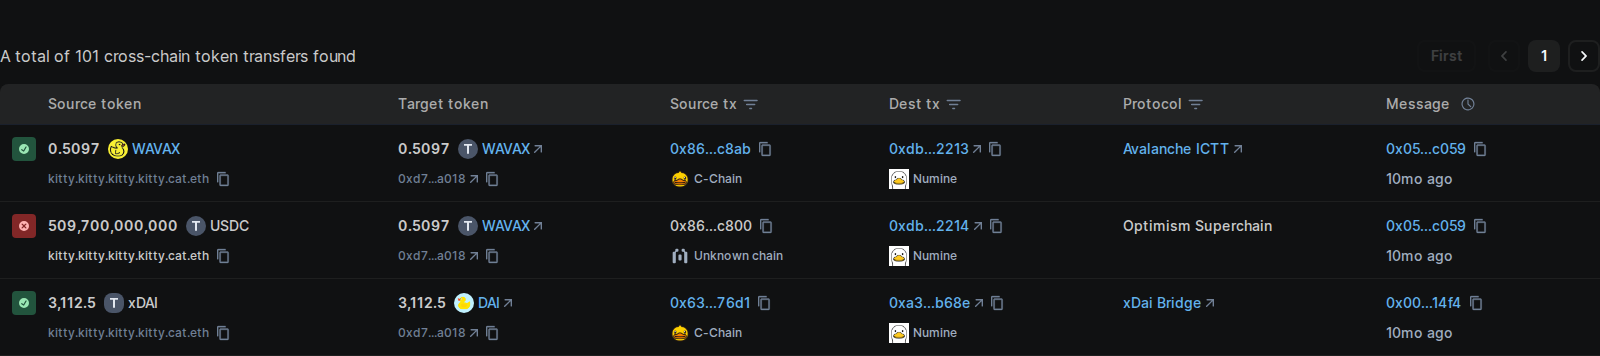 A total of 101 cross-chain token transfers found
First 1
Source token Target token Source tx Dest tx Protocol Message
0.5097 WAVAX T 0.5097 WAVAX 0x86...c8ab 0xdb...2213 Avalanche ICTT 0x05...c059
kitty.kitty.kitty.kitty.cat.eth 0xd7...a018 C-Chain Numine 10mo ago
509,700,000,000 T USDC 0.5097 T WAVAX 0x86...c800 0xdb...2214 Optimism Superchain 0x05...c059
kitty.kitty.kitty.kitty.cat.eth 0xd7...a018 Unknown chain Numine 10mo ago
3,112.5 T xDAI 3,112.5 DAI 0x63...76d1 0xa3...b68e xDai Bridge 0x00...14f4
kitty.kitty.kitty.kitty.cat.eth 0xd7...a018 C-Chain Numine 10mo ago